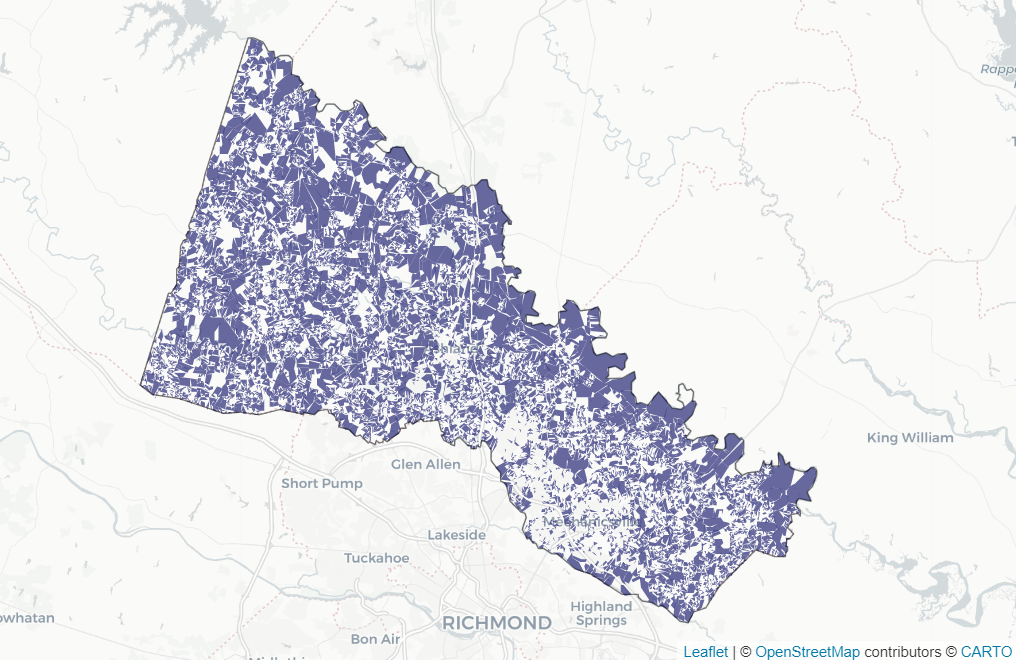 Rappa
King William
Glen Allen
Short Pump
Mechanicsville
Lakeside
Tuckahoe
Highland
Springs
owhatan
RICHMOND
Bon Air
Leaflet | © OpenStreetMap contributors © CARTO